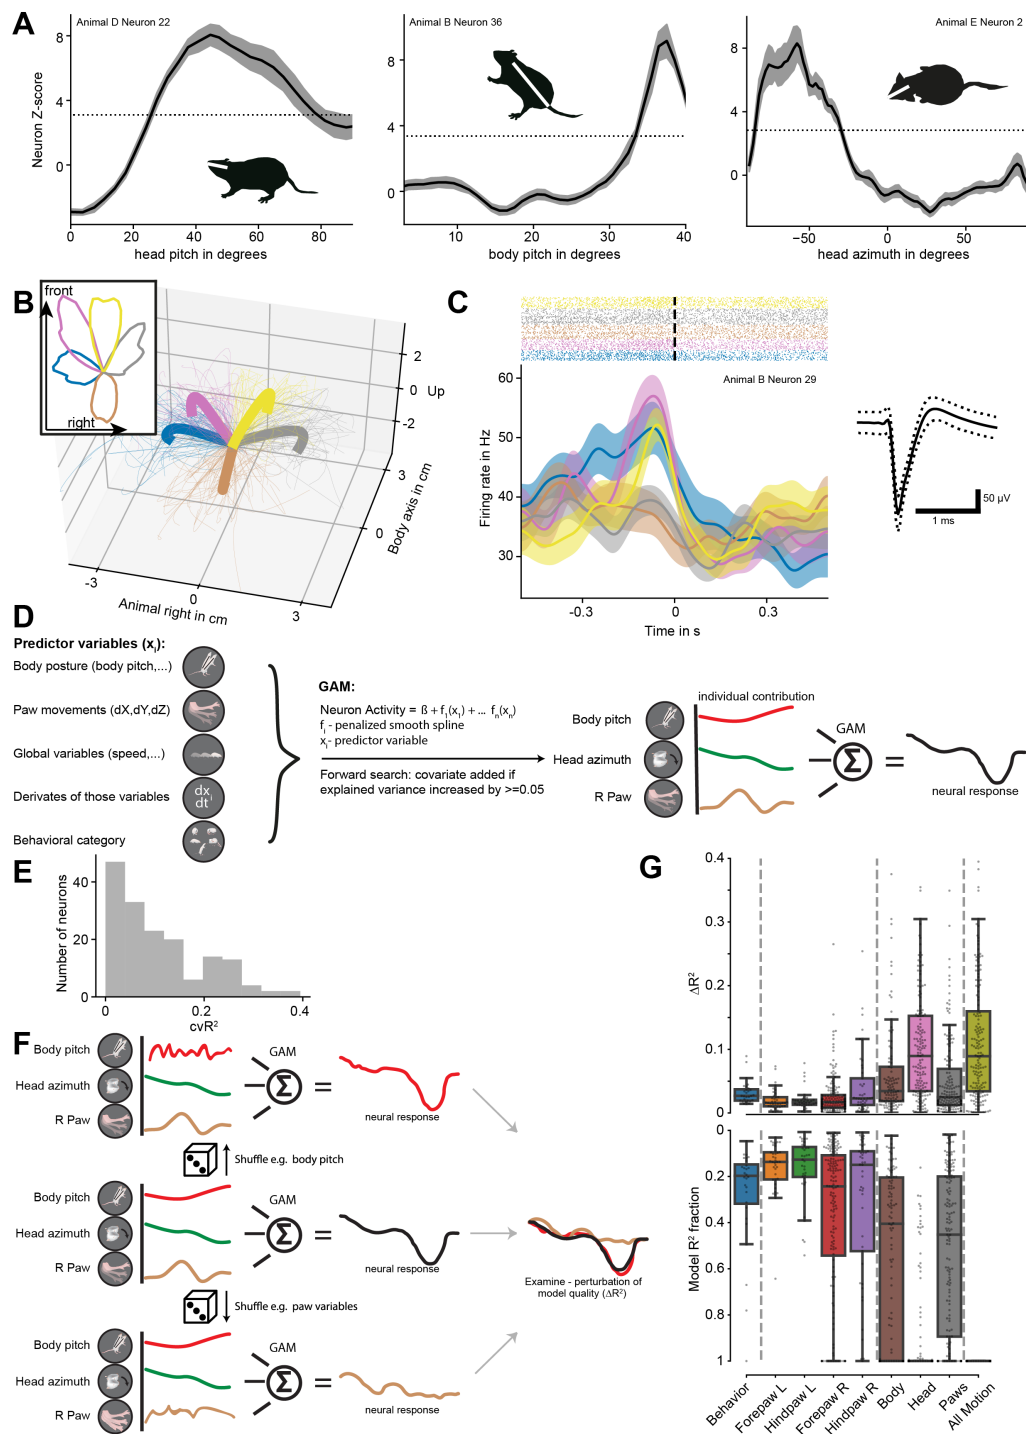 A
Animal D Neuron 22
Animal B Neuron 36
Animal E Neuron 2
Neuron Z-score
8
4
0
0 20 40 60 80
head pitch in degrees
8
4
0
10 20 30 40
body pitch in degrees
8
4
0
−50 0 50
head azimuth in degrees
B
front
right
2
0 Up
-2
3
0
Body axis in cm
-3
0
3
Animal right in cm
C
Animal B Neuron 29
60
50
40
30
Firing rate in Hz
-0.3 0 0.3
Time in s
50 µV
1 ms
D
Predictor variables (xi):
Body posture (body pitch,...)
Paw movements (dX,dY,dZ)
Global variables (speed,...)
Derivates of those variables
dxi
dt
Behavioral category
GAM:
Neuron Activity = ß + f1(x1) + ... fn(xn)
fi - penalized smooth spline
xi- predictor variable
Forward search: covariate added if
explained variance increased by >=0.05
individual contribution
Body pitch
Head azimuth
R Paw
GAM
Σ
=
neural response
E
Number of neurons
40
20
0
0 0.2 0.4
cvR²
F
Body pitch
Head azimuth
R Paw
GAM
Σ
=
neural response
Shuffle e.g. body pitch
Body pitch
Head azimuth
R Paw
GAM
Σ
=
neural response
Examine - perturbation of
model quality (ΔR²)
Shuffle e.g. paw variables
Body pitch
Head azimuth
R Paw
GAM
Σ
=
neural response
G
0.4
0.3
0.2
0.1
0
ΔR²
0
0.2
0.4
0.6
0.8
1
Model R² fraction
Behavior
Forepaw L
Hindpaw L
Forepaw R
Hindpaw R
Body
Head
Paws
All Motion